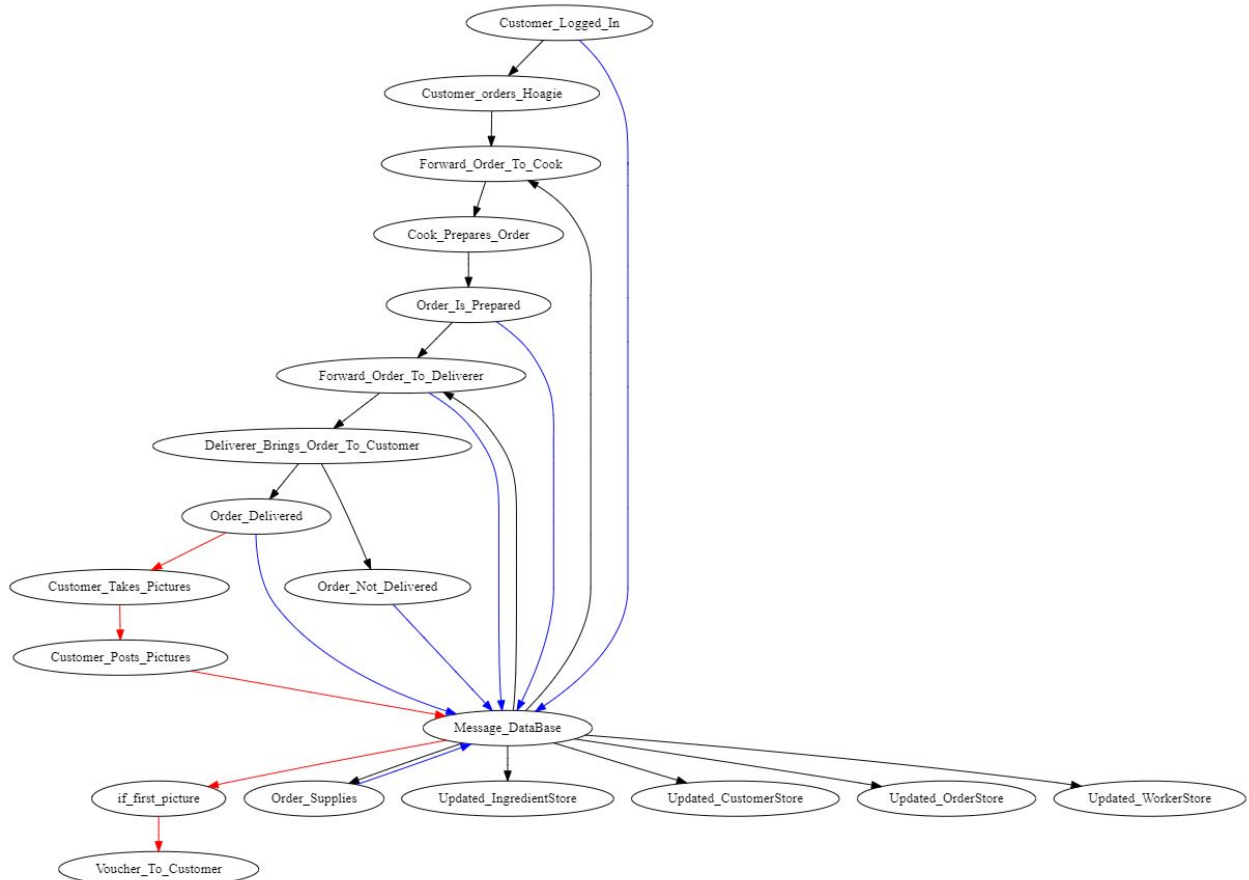 Customer_Logged_In
Customer_orders_Hoagie
Forward_Order_To_Cook
Cook_Prepares_Order
Order_Is_Prepared
Forward_Order_To_Deliverer
Deliverer_Brings_Order_To_Customer
Order_Delivered
Customer_Takes_Pictures
Order_Not_Delivered
Customer_Posts_Pictures
Message_DataBase
if_first_picture
Order_Supplies
Updated_IngredientStore
Updated_CustomerStore
Updated_OrderStore
Updated_WorkerStore
Voucher_To_Customer